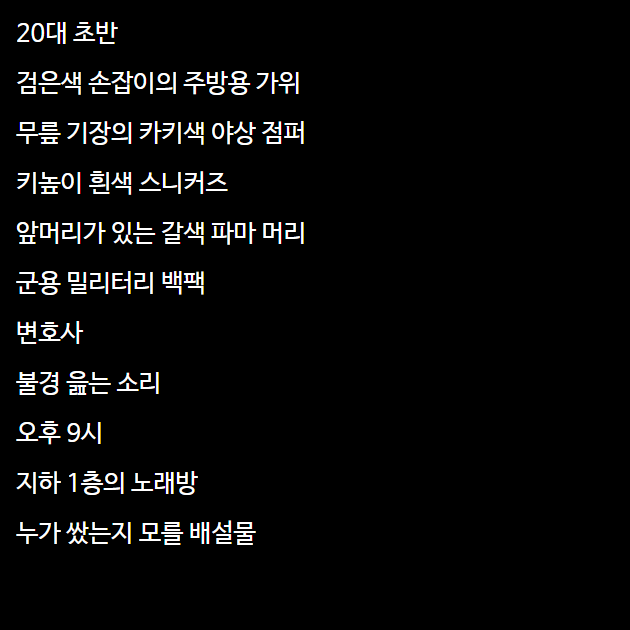 20대 초반
검은색 손잡이의 주방용 가위
무릎 기장의 카키색 야상 점퍼
키높이 흰색 스니커즈
앞머리가 있는 갈색 파마 머리
군용 밀리터리 백팩
변호사
불경 읊는 소리
오후 9시
지하 1층의 노래방
누가 쌌는지 모를 배설물